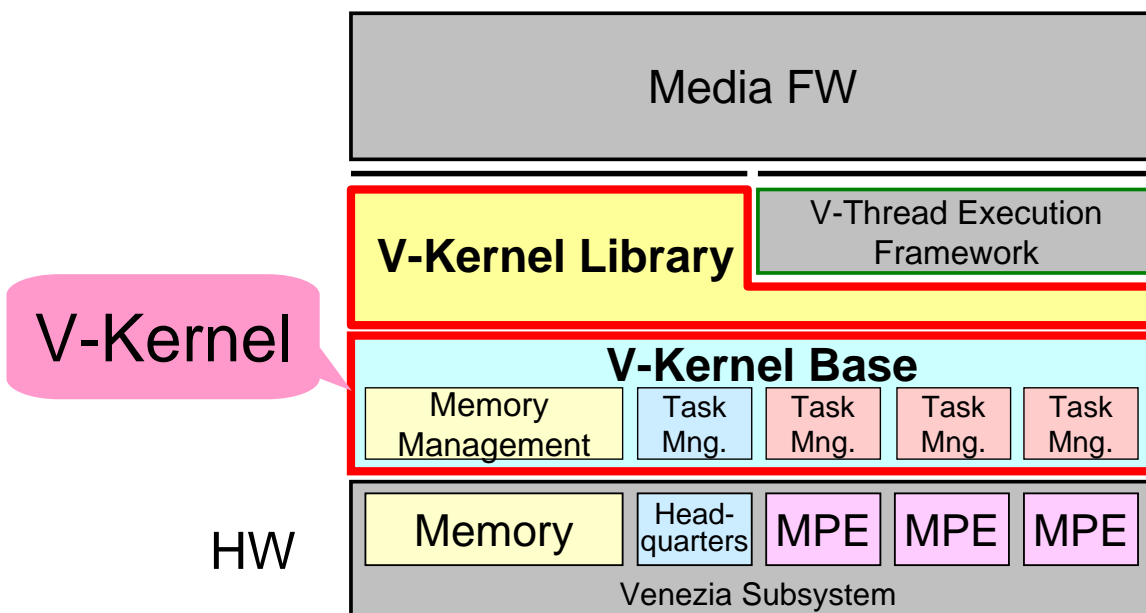 Media FW
V-Thread Execution
Framework
V-Kernel Library
V-Kernel
V-Kernel Base
Memory
Management
Task
Mng.
Task
Mng.
Task
Mng.
Task
Mng.
HW
Memory
Head-
quarters
MPE
MPE
MPE
Venezia Subsystem